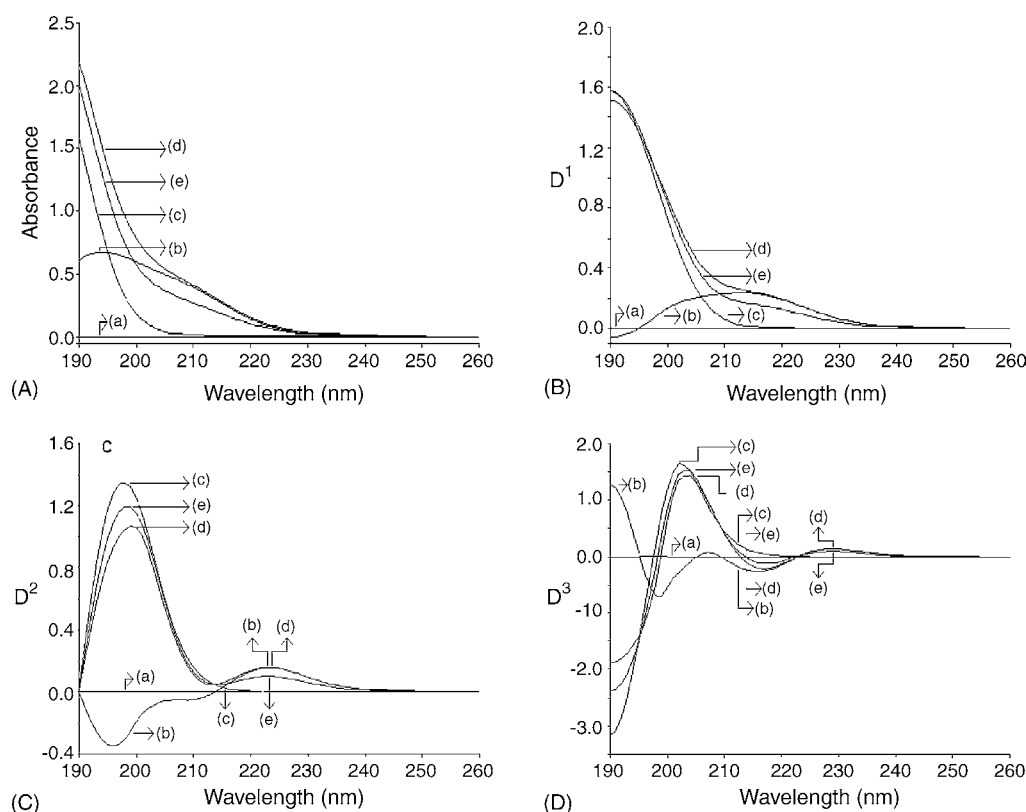 2.5
2.0
1.5
1.0
0.5
0.0
Absorbance
(d)
(e)
(c)
(b)
(a)
190 200 210 220 230 240 250 260
Wavelength (nm)
(A)
2.0
1.6
1.2
0.8
0.4
0.0
D1
(d)
(e)
(a) (b) (c)
190 200 210 220 230 240 250 260
Wavelength (nm)
(B)
c
1.6
1.2
0.8
0.4
0.0
-0.4
D2
(c)
(e)
(d)
(b) (d)
(a)
(c) (e)
(b)
190 200 210 220 230 240 250 260
Wavelength (nm)
(C)
2.0
1.0
0.0
-10
-2.0
-3.0
D3
(c)
(e)
(b) (d)
(c) (d)
(e)
(a)
(d) (e)
(b)
190 200 210 220 230 240 250 260
Wavelength (nm)
(D)